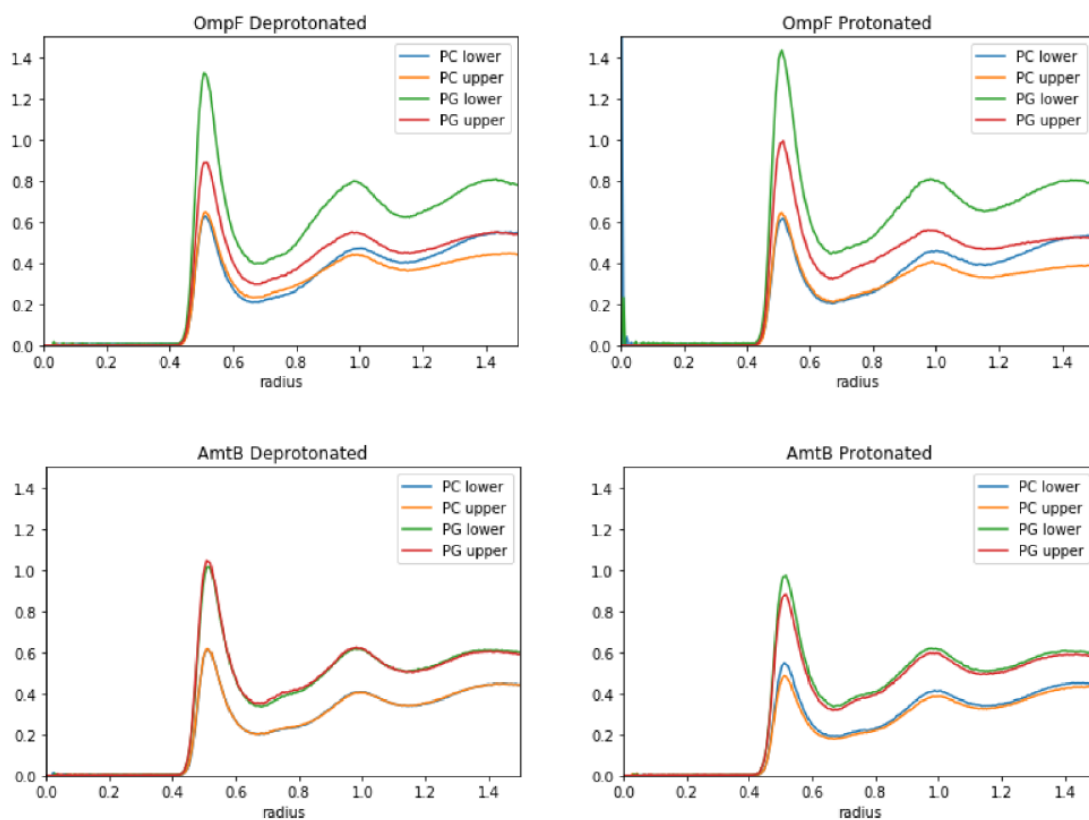 OmpF Deprotonated
PC lower
PC upper
PG lower
PG upper
1.4
1.2
1.0
0.8
0.6
0.4
0.2
0.0
0.0 0.2 0.4 0.6 0.8 1.0 1.2 1.4
radius
OmpF Protonated
PC lower
PC upper
PG lower
PG upper
1.4
1.2
1.0
0.8
0.6
0.4
0.2
0.0
0.0 0.2 0.4 0.6 0.8 1.0 1.2 1.4
radius
AmtB Deprotonated
PC lower
PC upper
PG lower
PG upper
1.4
1.2
1.0
0.8
0.6
0.4
0.2
0.0
0.0 0.2 0.4 0.6 0.8 1.0 1.2 1.4
radius
AmtB Protonated
PC lower
PC upper
PG lower
PG upper
1.4
1.2
1.0
0.8
0.6
0.4
0.2
0.0
0.0 0.2 0.4 0.6 0.8 1.0 1.2 1.4
radius